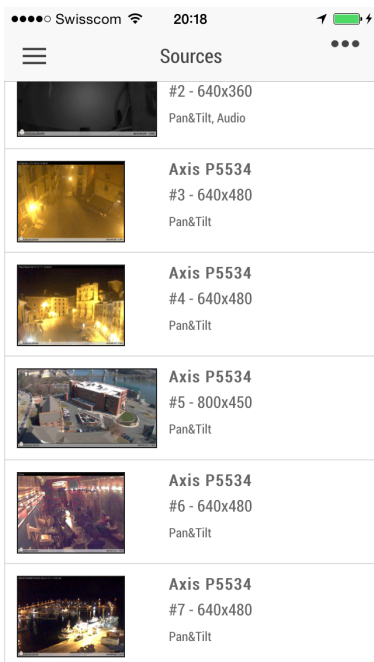 Swisscom 20:18
Sources
#2 - 640x360
Pan&Tilt, Audio
Axis P5534
#3 - 640x480
Pan&Tilt
Axis P5534
#4 - 640x480
Pan&Tilt
Axis P5534
#5 - 800x450
Pan&Tilt
Axis P5534
#6 - 640x480
Pan&Tilt
Axis P5534
#7 - 640x480
Pan&Tilt